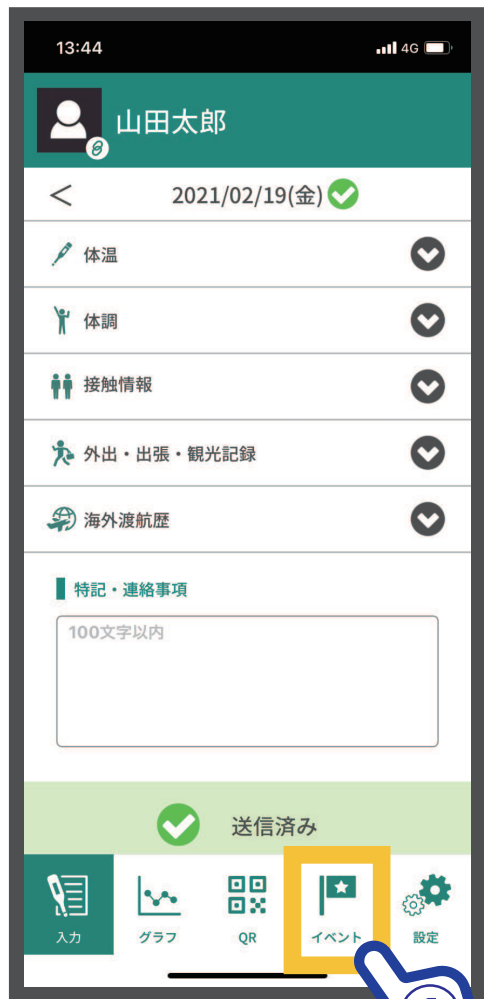 13:44
4G
山田太郎
< 2021/02/19(金)
体温
体調
接触情報
外出・出張・観光記録
海外渡航歴
特記・連絡事項
100文字以内
送信済み
入力 グラフ QR イベント 設定